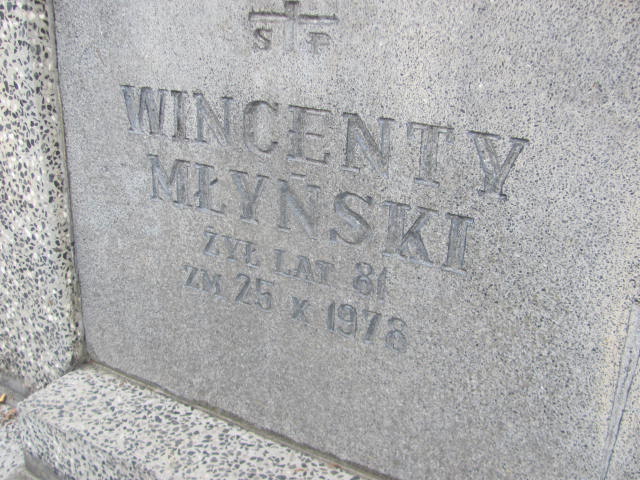 S P
WINCENTY
MŁYŃSKI
ŻYŁ LAT 81
ZM. 25 X 1978